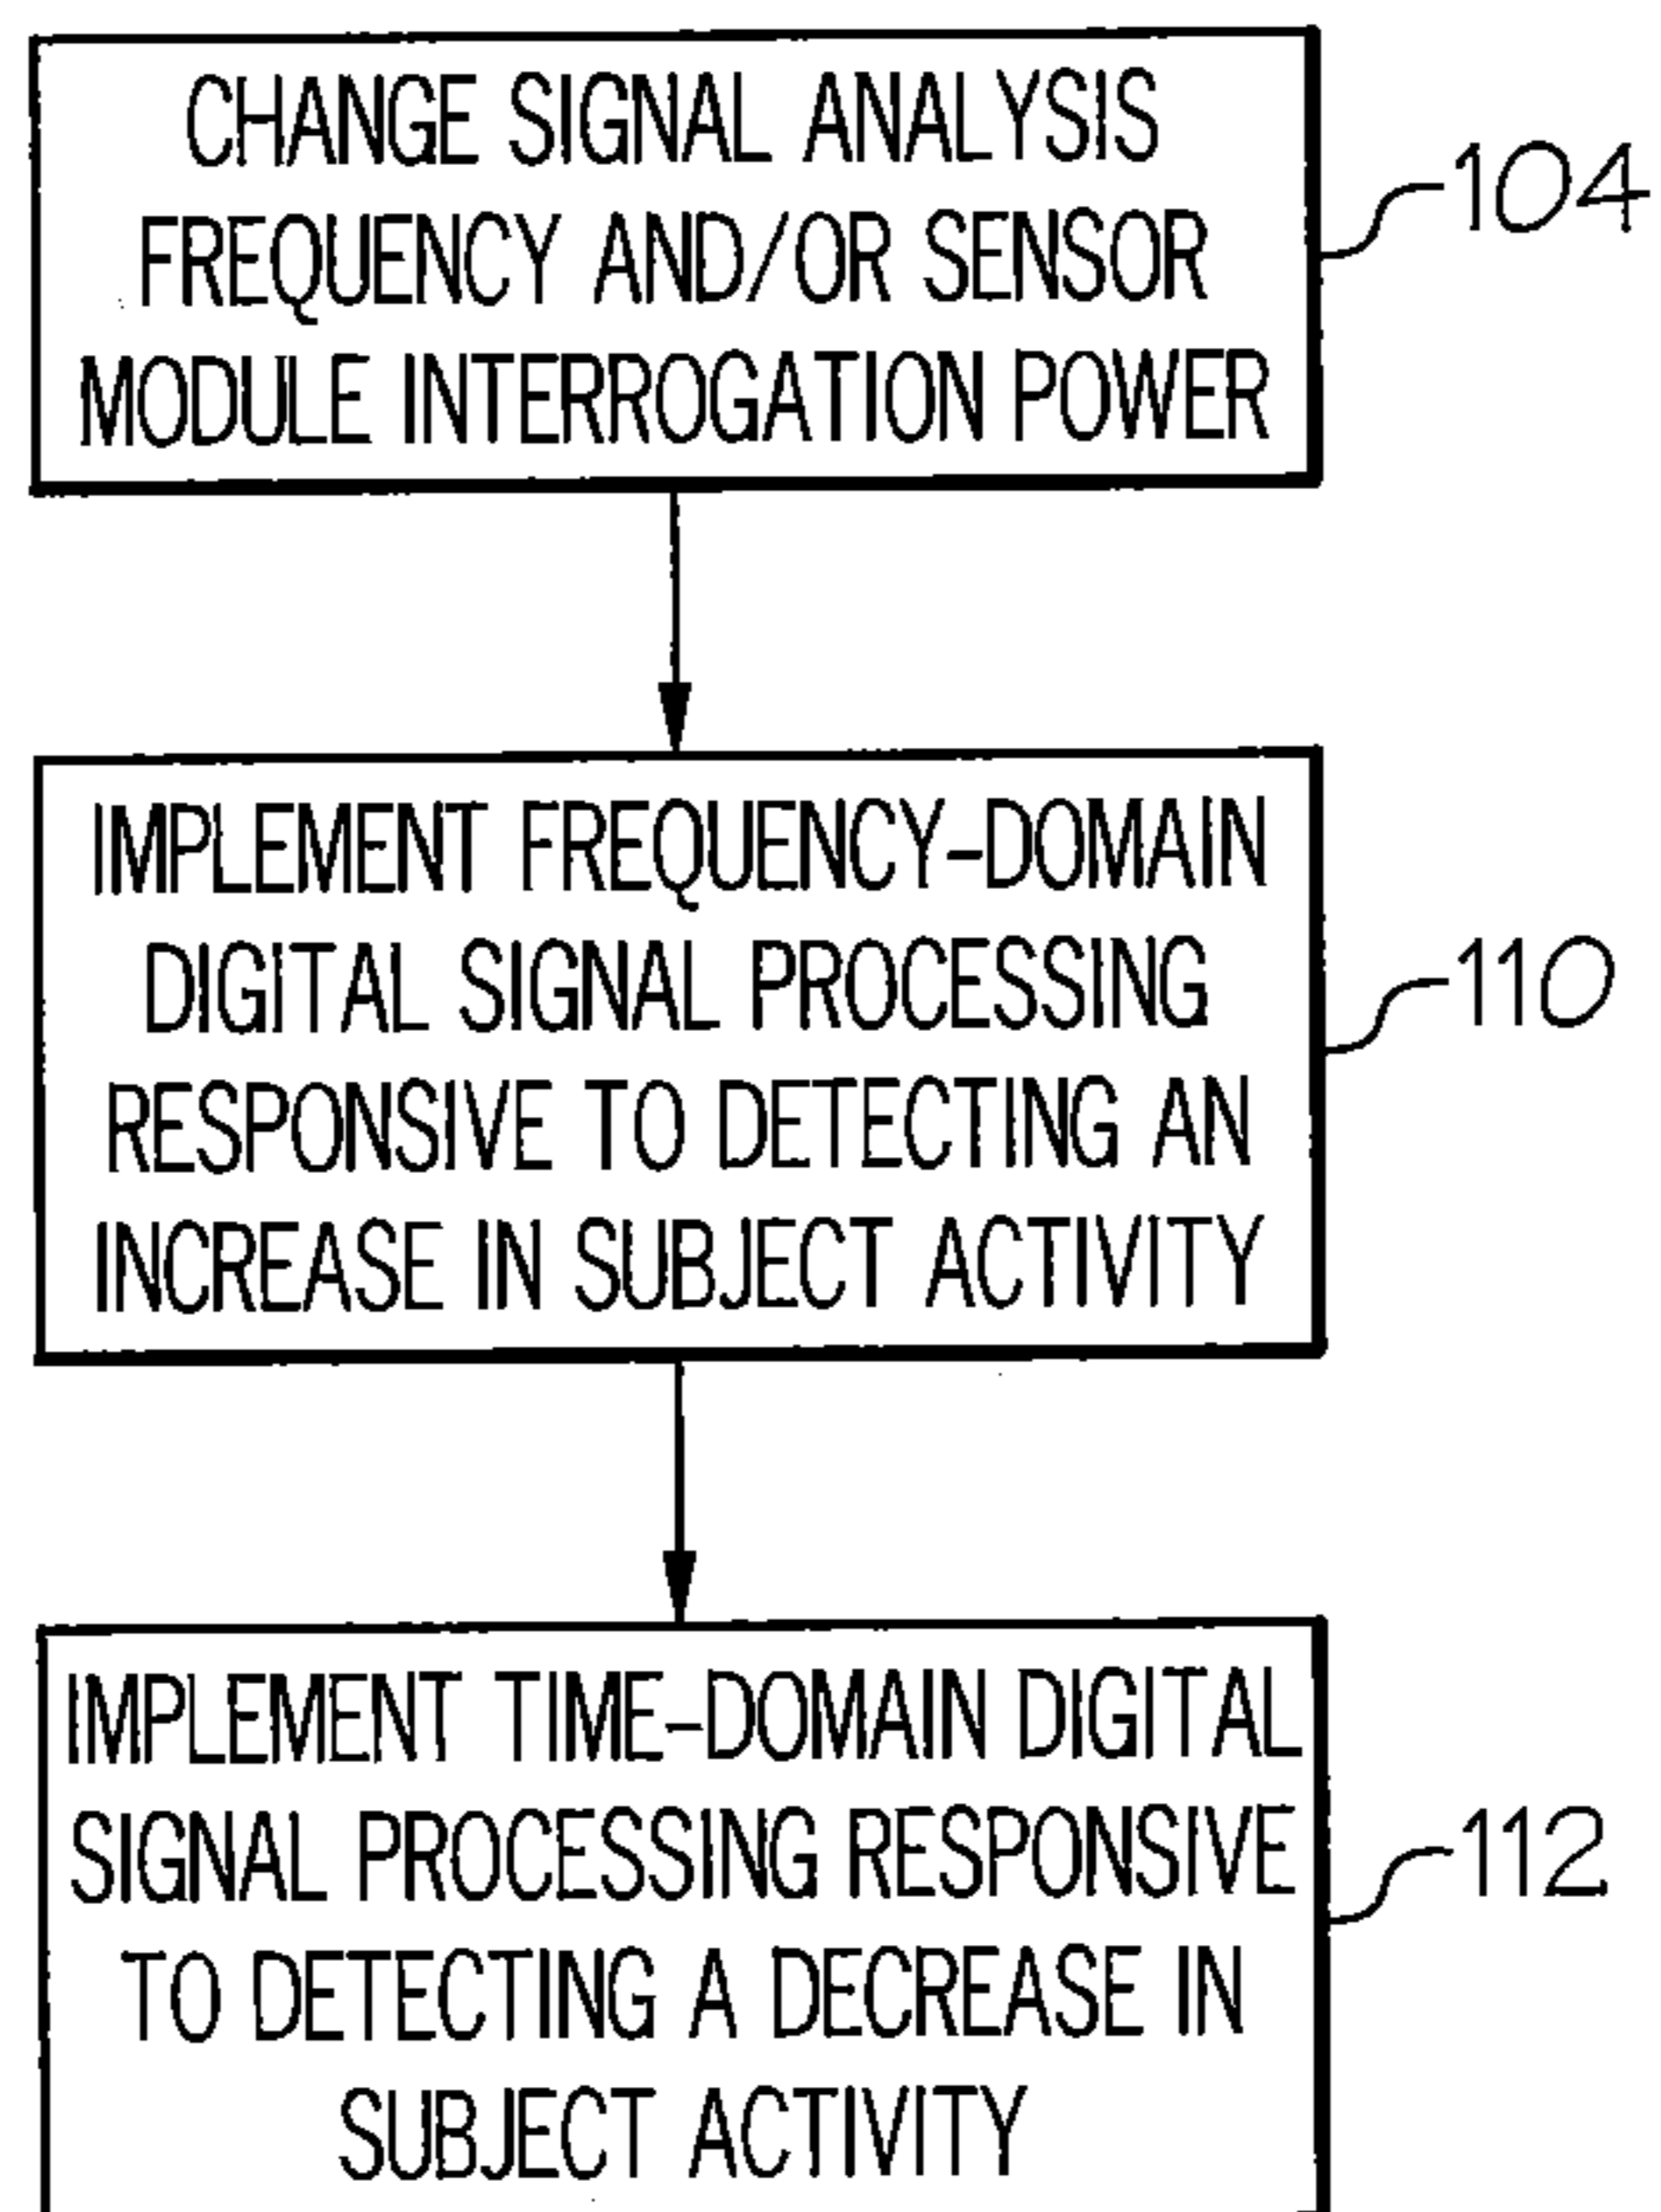 CHANGE SIGNAL ANALYSIS
FREQUENCY AND/OR SENSOR
MODULE INTERROGATION POWER
104
IMPLEMENT FREQUENCY-DOMAIN
DIGITAL SIGNAL PROCESSING
RESPONSIVE TO DETECTING AN
INCREASE IN SUBJECT ACTIVITY
110
IMPLEMENT TIME-DOMAIN DIGITAL
SIGNAL PROCESSING RESPONSIVE
TO DETECTING A DECREASE IN
SUBJECT ACTIVITY
112